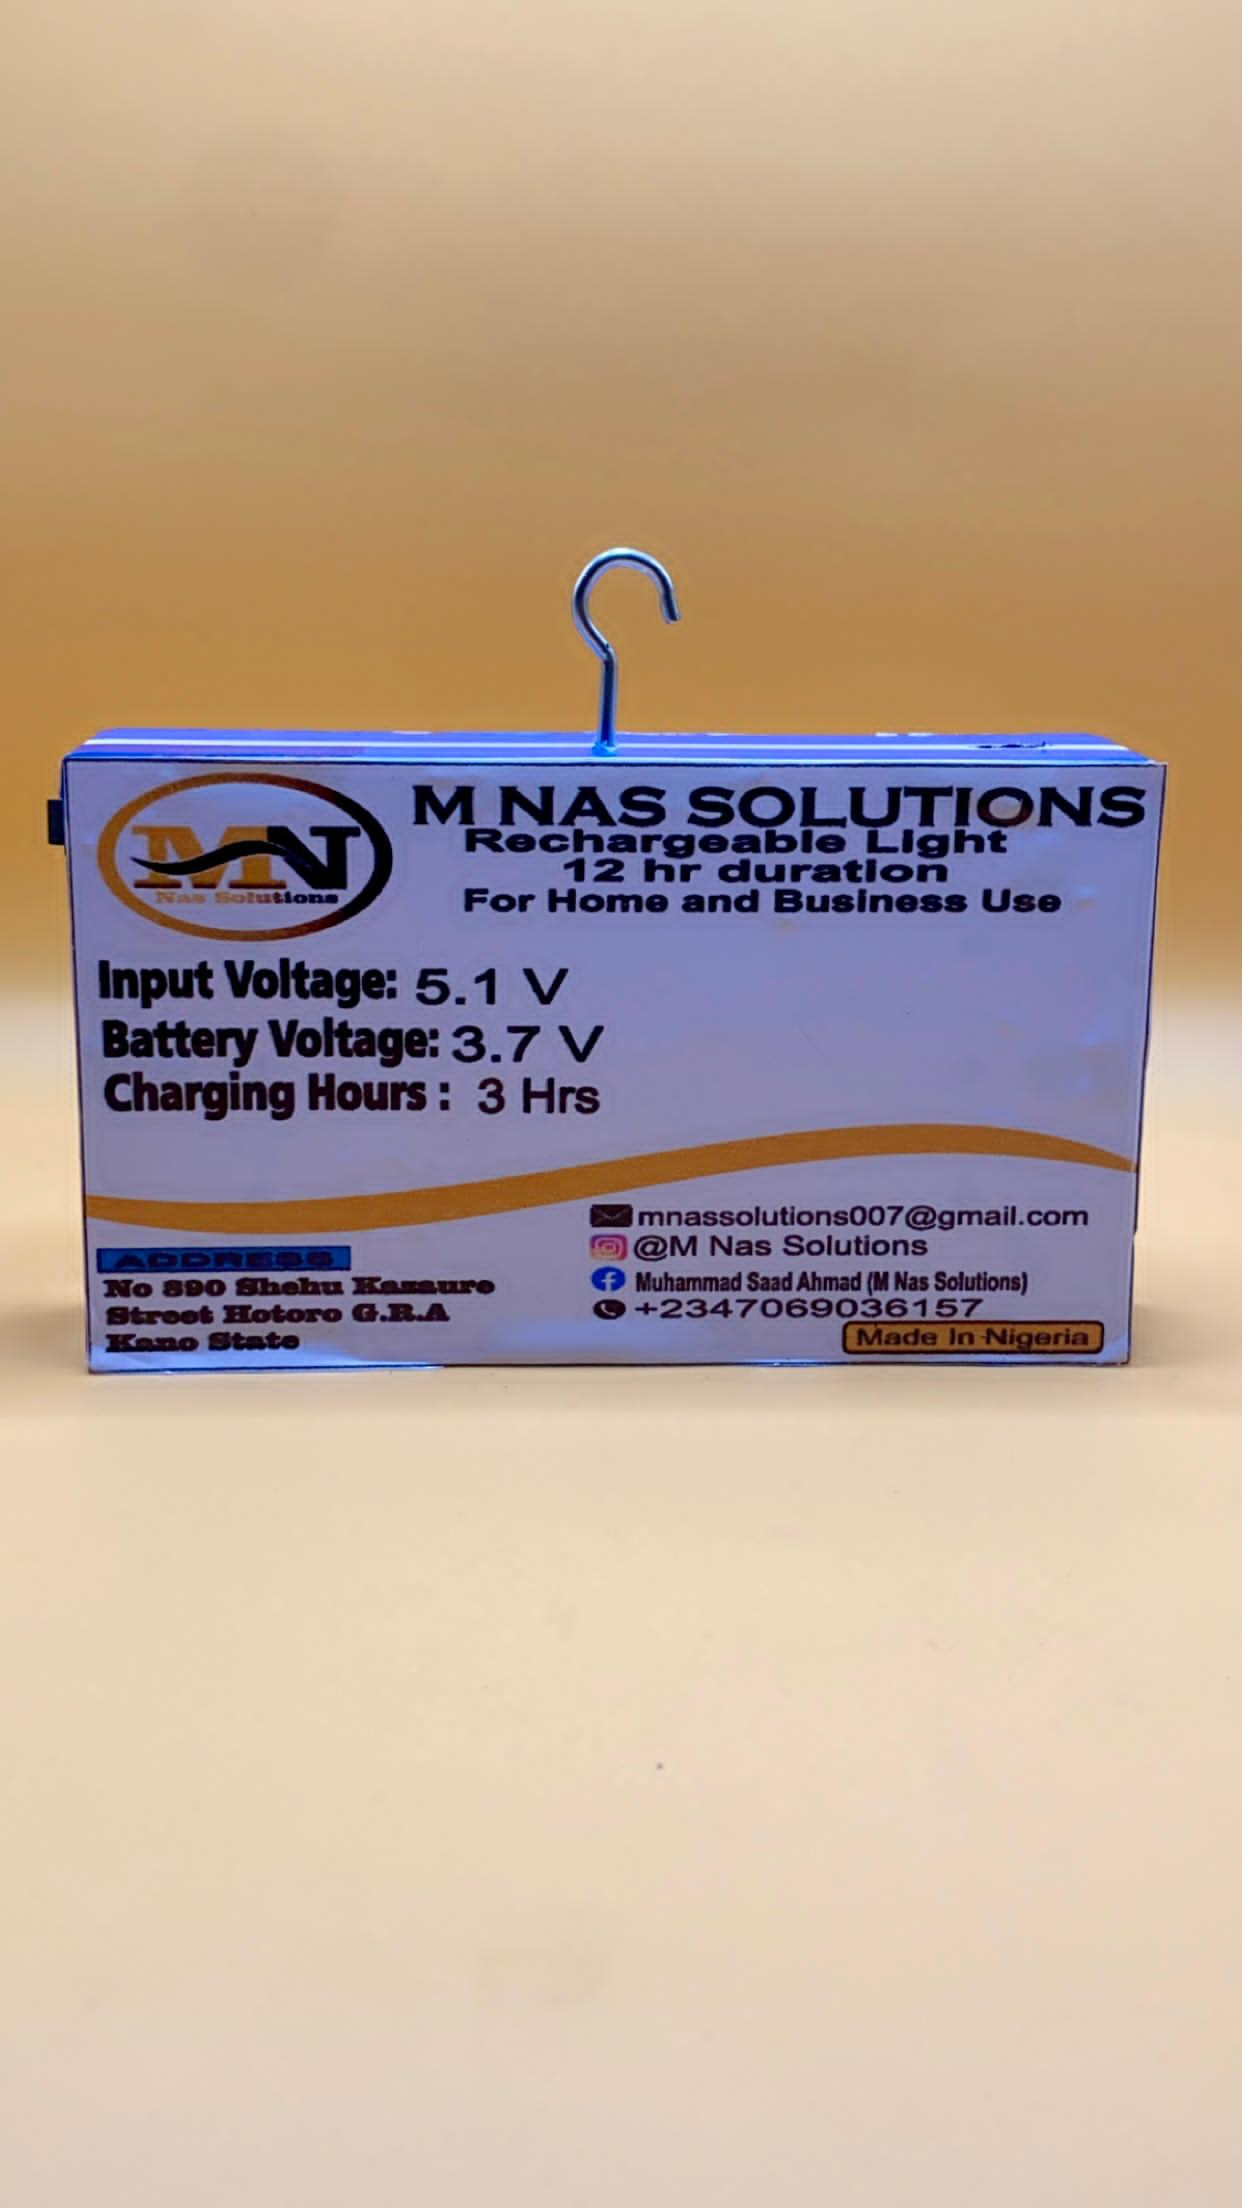 MN
Nas Solutions
M NAS SOLUTIONS
Rechargeable Light
12 hr duration
For Home and Business Use
Input Voltage: 5.1 V
Battery Voltage: 3.7 V
Charging Hours : 3 Hrs
ADDRESS
No 890 Shehu Kazaure
Street Hotoro G.R.A
Kano State
mnassolutions007@gmail.com
@M Nas Solutions
Muhammad Saad Ahmad (M Nas Solutions)
+2347069036157
Made In Nigeria